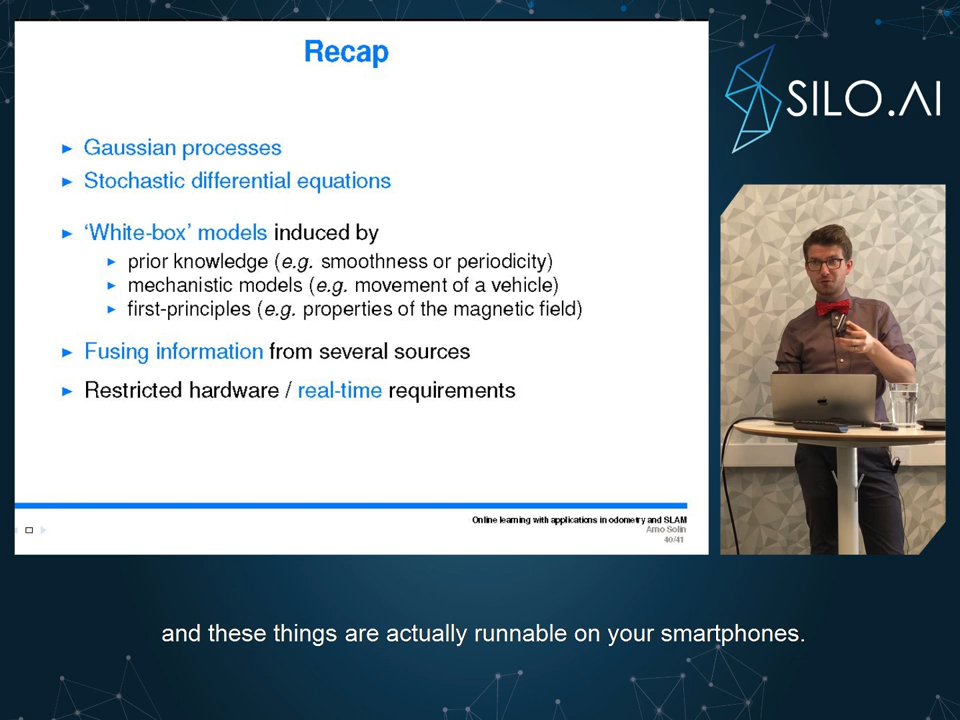 Recap
SILO.AI
Gaussian processes
Stochastic differential equations
‘White-box’ models induced by
prior knowledge (e.g. smoothness or periodicity)
mechanistic models (e.g. movement of a vehicle)
first-principles (e.g. properties of the magnetic field)
Fusing information from several sources
Restricted hardware / real-time requirements
Online learning with applications in odometry and SLAM
Arno Solin
40/41
and these things are actually runnable on your smartphones.